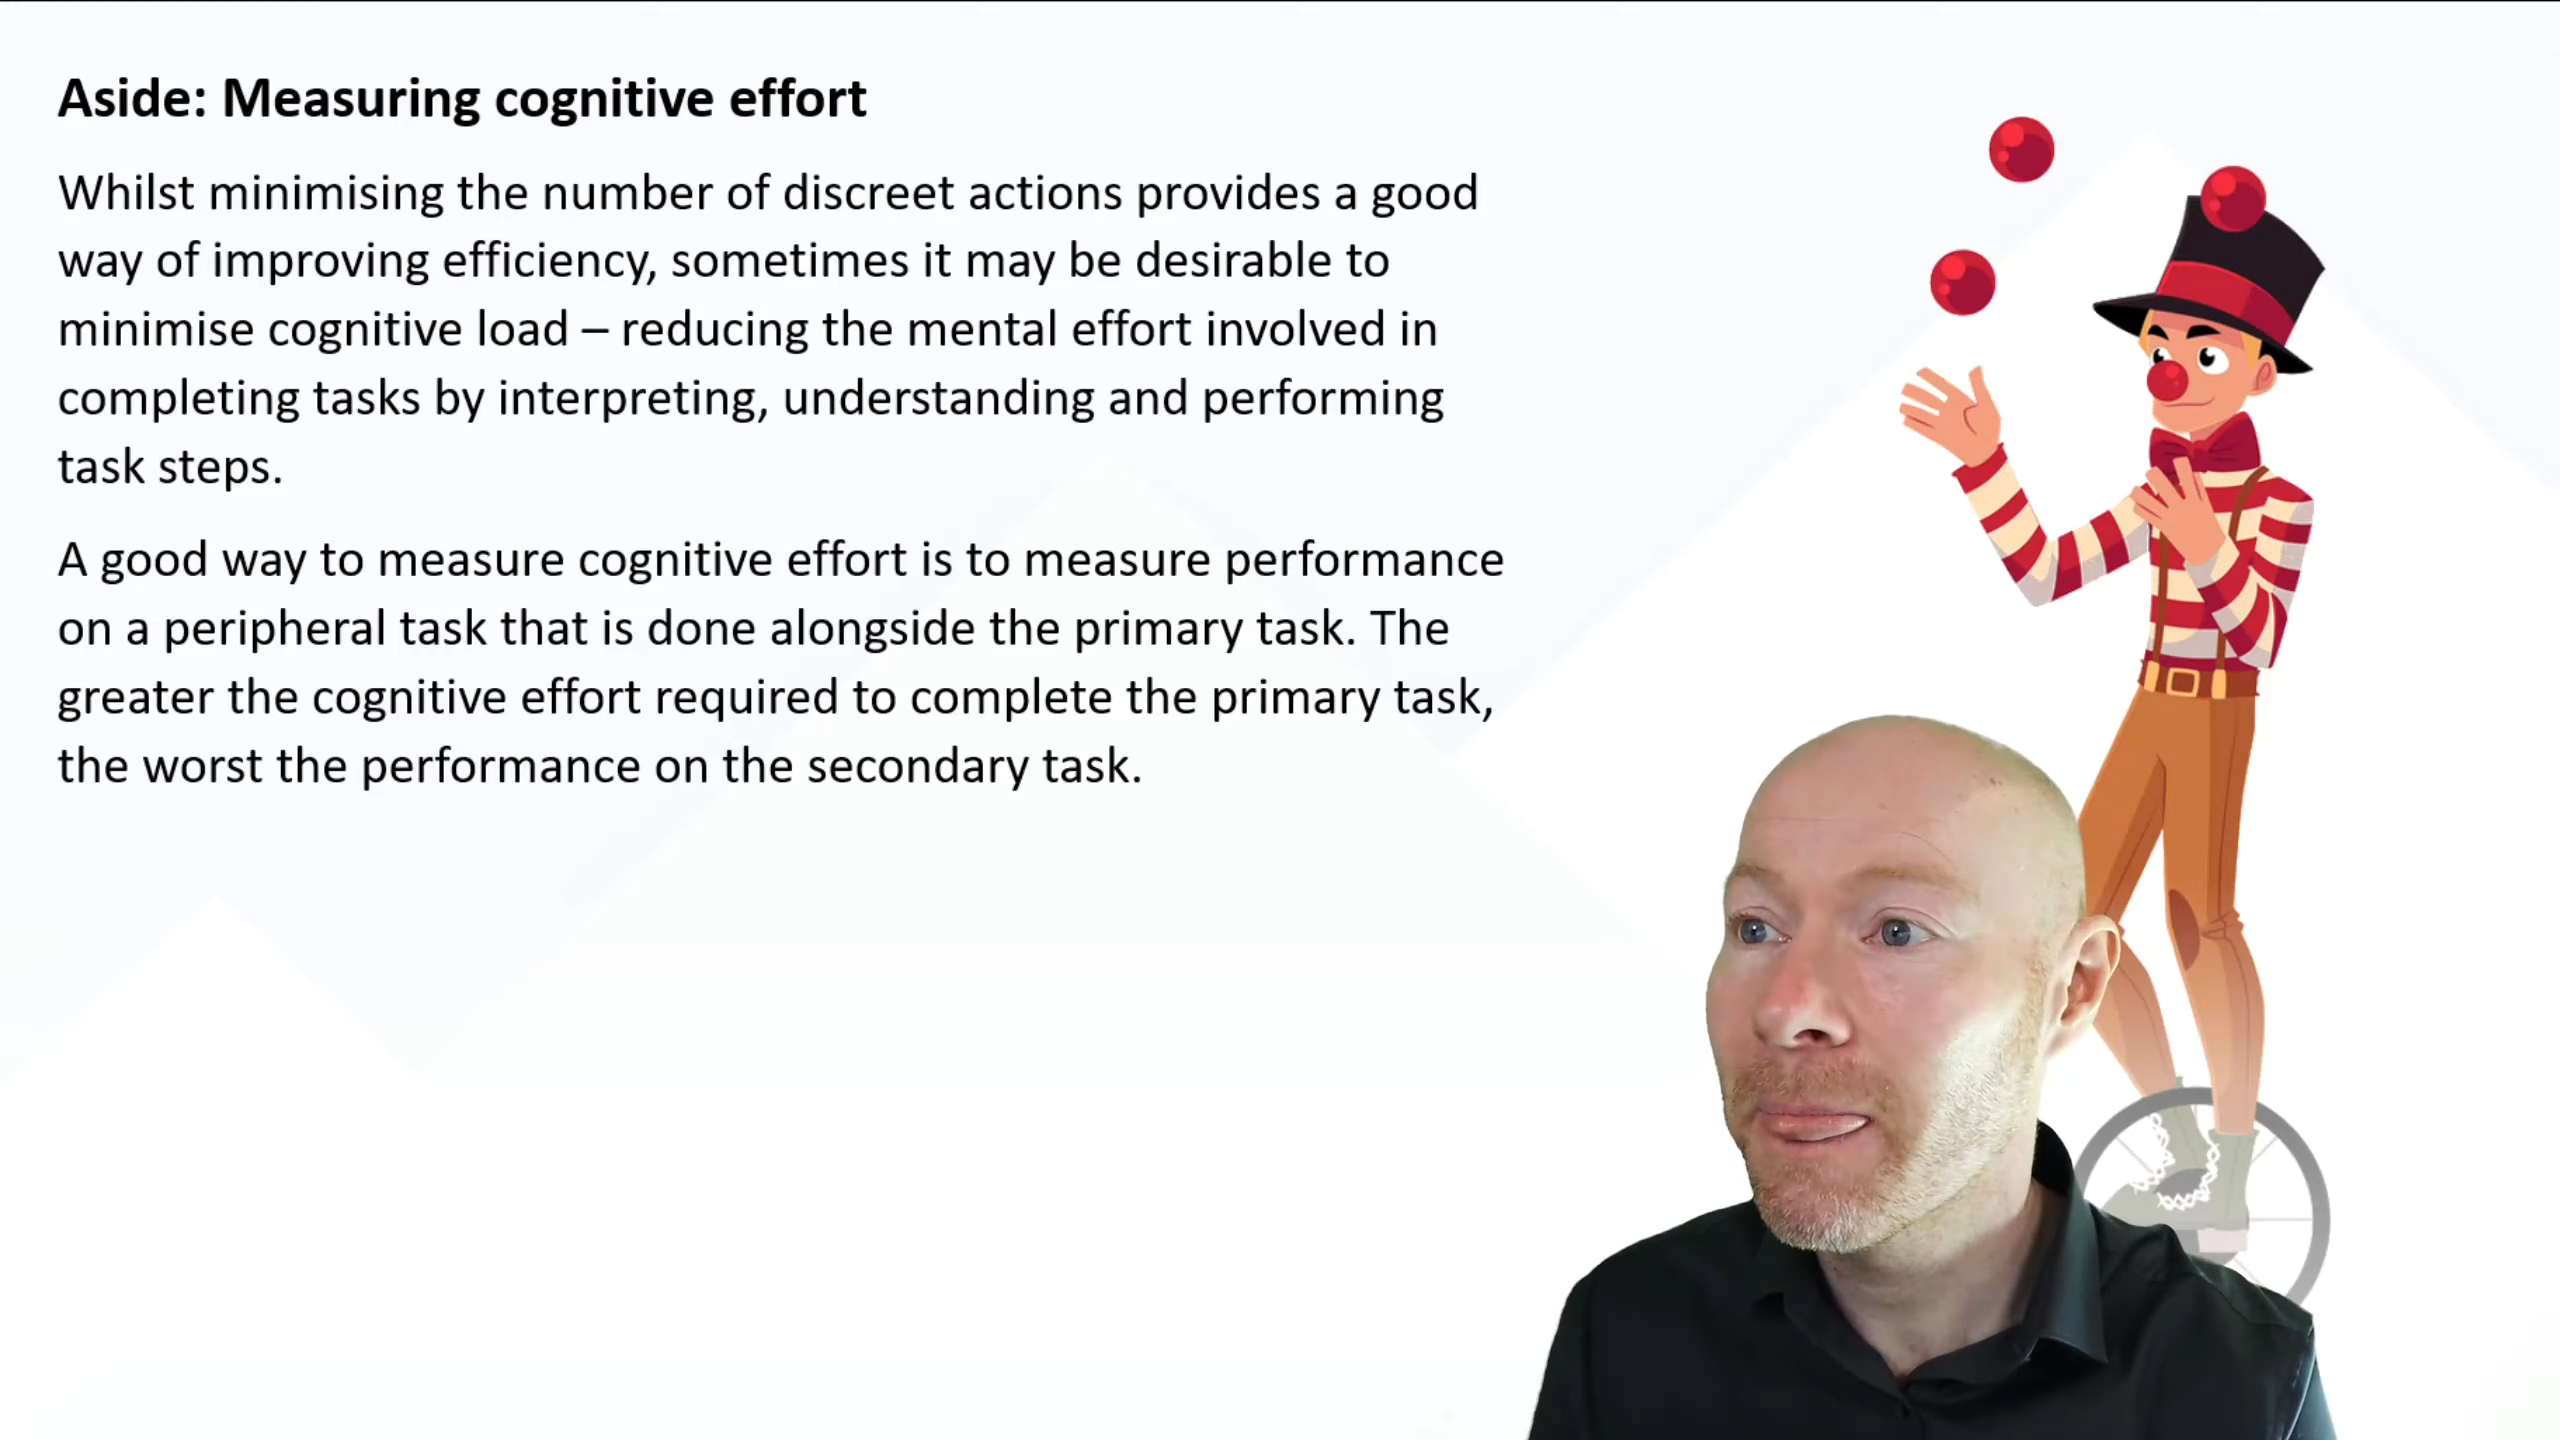 Aside: Measuring cognitive effort
Whilst minimising the number of discreet actions provides a good
way of improving efficiency, sometimes it may be desirable to
minimise cognitive load – reducing the mental effort involved in
completing tasks by interpreting, understanding and performing
task steps.
A good way to measure cognitive effort is to measure performance
on a peripheral task that is done alongside the primary task. The
greater the cognitive effort required to complete the primary task,
the worst the performance on the secondary task.